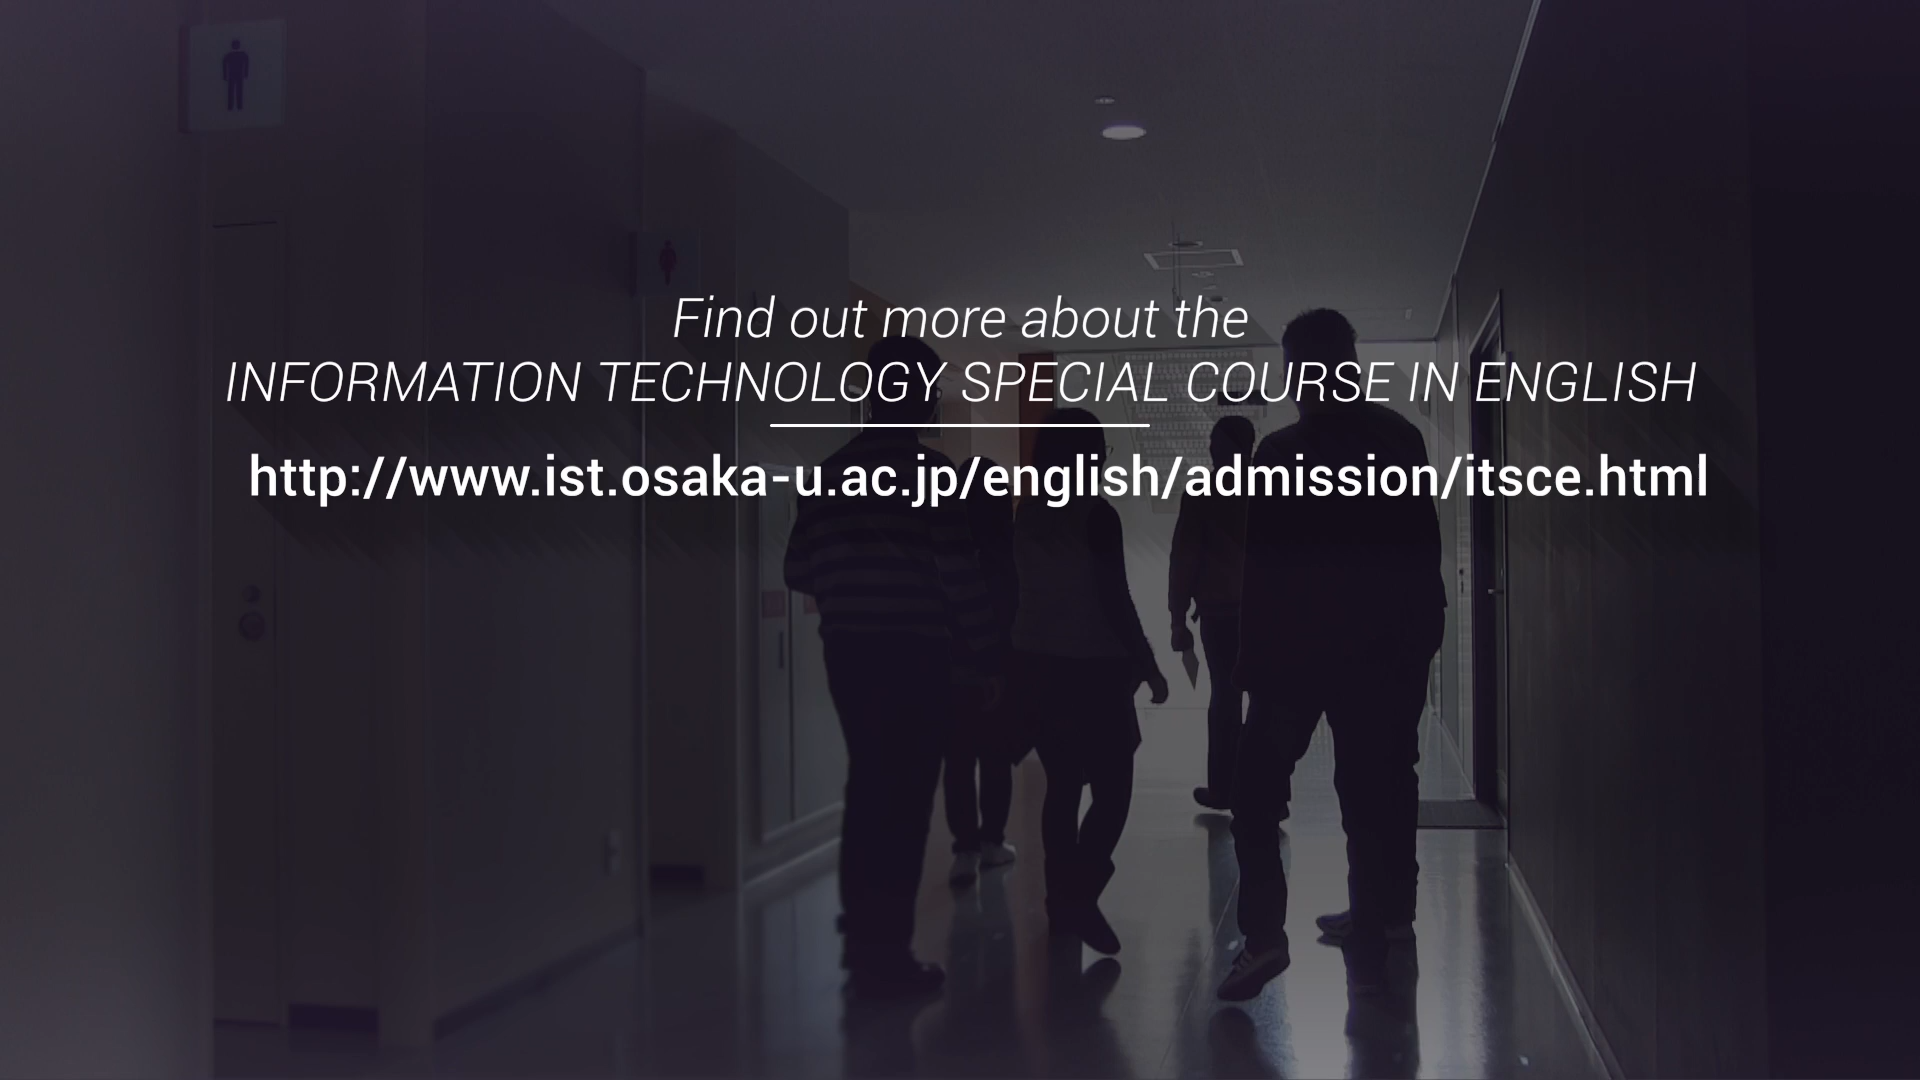 Find out more about the
INFORMATION TECHNOLOGY SPECIAL COURSE IN ENGLISH
http://www.ist.osaka-u.ac.jp/english/admission/itsce.html